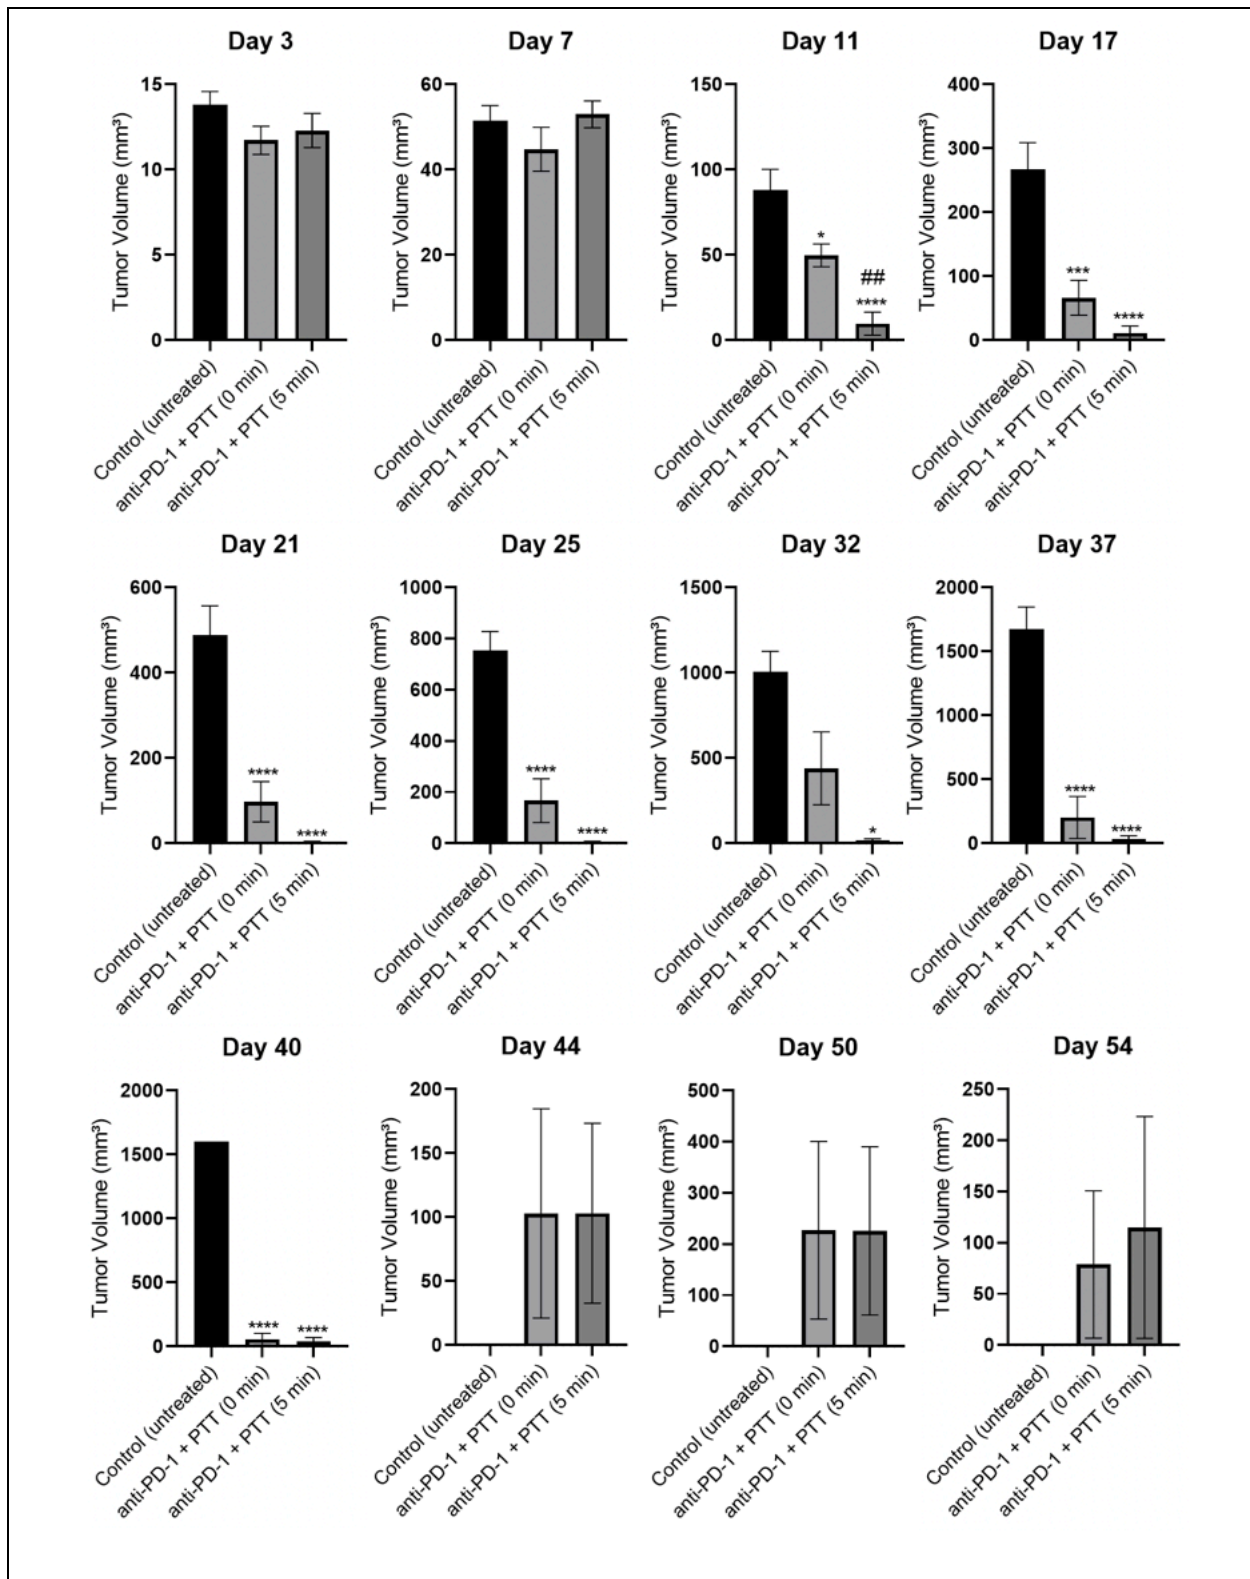 Day 3
Tumor Volume (mm³)
15
10
5
0
Control (untreated)
anti-PD-1 + PTT (0 min)
anti-PD-1 + PTT (5 min)
Day 7
Tumor Volume (mm³)
60
40
20
0
Control (untreated)
anti-PD-1 + PTT (0 min)
anti-PD-1 + PTT (5 min)
Day 11
Tumor Volume (mm³)
150
100
50
0
*
##
****
Control (untreated)
anti-PD-1 + PTT (0 min)
anti-PD-1 + PTT (5 min)
Day 17
Tumor Volume (mm³)
400
300
200
100
0
***
****
Control (untreated)
anti-PD-1 + PTT (0 min)
anti-PD-1 + PTT (5 min)
Day 21
Tumor Volume (mm³)
600
400
200
0
****
****
Control (untreated)
anti-PD-1 + PTT (0 min)
anti-PD-1 + PTT (5 min)
Day 25
Tumor Volume (mm³)
1000
800
600
400
200
0
****
****
Control (untreated)
anti-PD-1 + PTT (0 min)
anti-PD-1 + PTT (5 min)
Day 32
Tumor Volume (mm³)
1500
1000
500
0
*
Control (untreated)
anti-PD-1 + PTT (0 min)
anti-PD-1 + PTT (5 min)
Day 37
Tumor Volume (mm³)
2000
1500
1000
500
0
****
****
Control (untreated)
anti-PD-1 + PTT (0 min)
anti-PD-1 + PTT (5 min)
Day 40
Tumor Volume (mm³)
2000
1500
1000
500
0
****
****
Control (untreated)
anti-PD-1 + PTT (0 min)
anti-PD-1 + PTT (5 min)
Day 44
Tumor Volume (mm³)
200
150
100
50
0
Control (untreated)
anti-PD-1 + PTT (0 min)
anti-PD-1 + PTT (5 min)
Day 50
Tumor Volume (mm³)
500
400
300
200
100
0
Control (untreated)
anti-PD-1 + PTT (0 min)
anti-PD-1 + PTT (5 min)
Day 54
Tumor Volume (mm³)
250
200
150
100
50
0
Control (untreated)
anti-PD-1 + PTT (0 min)
anti-PD-1 + PTT (5 min)